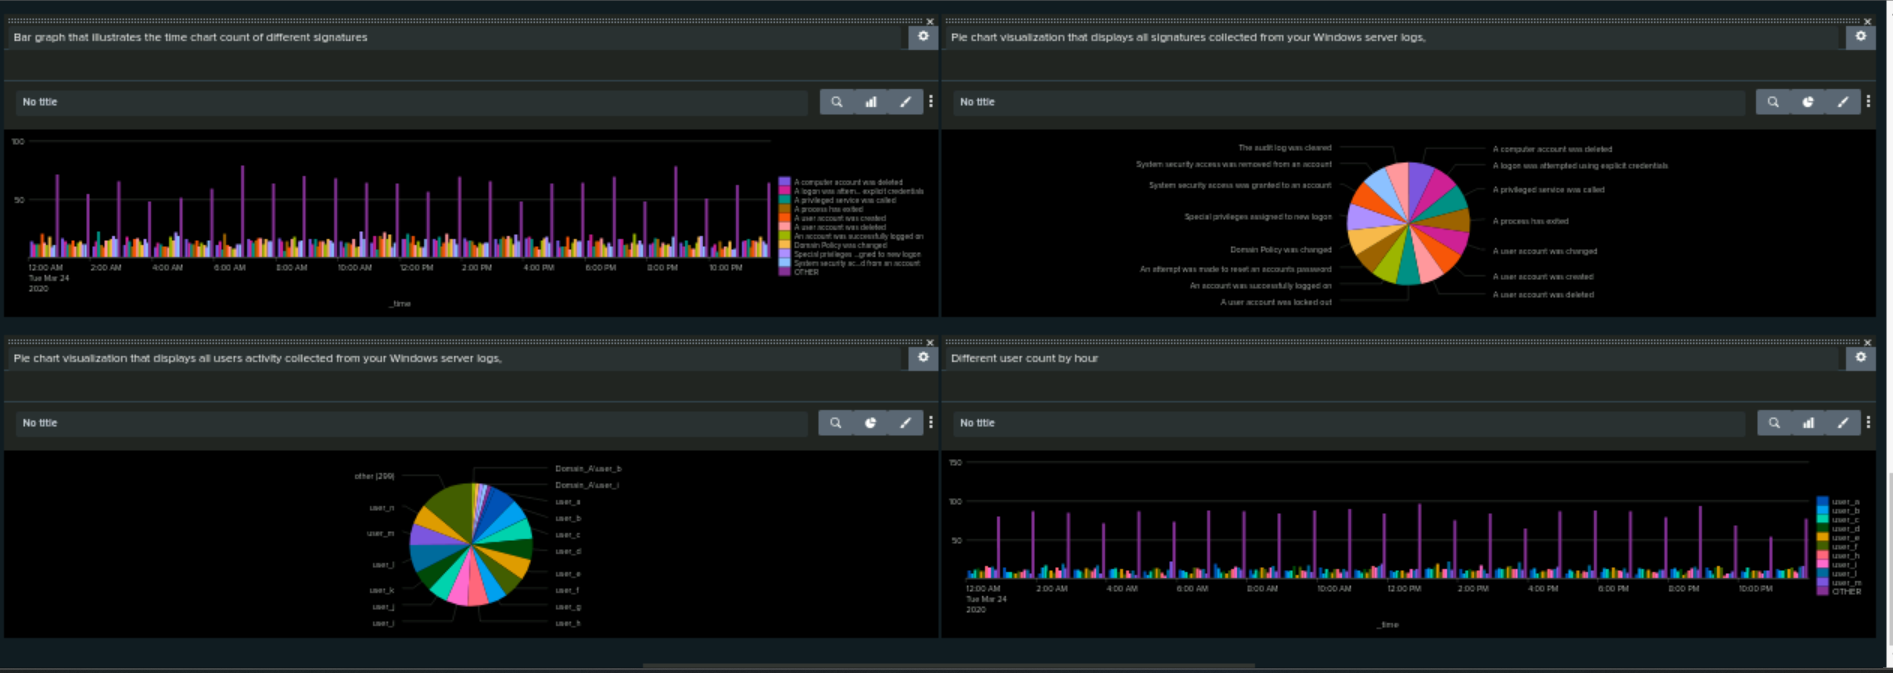 Bar graph that illustrates the time chart count of different signatures
No title
100
50
12:00 AM 2:00 AM 4:00 AM 6:00 AM 8:00 AM 10:00 AM 12:00 PM 2:00 PM 4:00 PM 6:00 PM 8:00 PM 10:00 PM
Tue Mar 24
2020
_time
A computer account was deleted
A logon was attem... explicit credentials
A privileged service was called
A process has exited
A user account was created
A user account was deleted
An account was successfully logged on
Domain Policy was changed
Special privileges ...gned to new logon
System security ac...d from an account
OTHER
Pie chart visualization that displays all signatures collected from your Windows server logs,
No title
The audit log was cleared
System security access was removed from an account
System security access was granted to an account
Special privileges assigned to new logon
Domain Policy was changed
An attempt was made to reset an accounts password
An account was successfully logged on
A user account was locked out
A computer account was deleted
A logon was attempted using explicit credentials
A privileged service was called
A process has exited
A user account was changed
A user account was created
A user account was deleted
Pie chart visualization that displays all users activity collected from your Windows server logs,
No title
other (299)
user_n
user_m
user_l
user_k
user_j
user_i
Domain_A\user_b
Domain_A\user_i
user_a
user_b
user_c
user_d
user_e
user_f
user_g
user_h
Different user count by hour
No title
150
100
50
12:00 AM 2:00 AM 4:00 AM 6:00 AM 8:00 AM 10:00 AM 12:00 PM 2:00 PM 4:00 PM 6:00 PM 8:00 PM 10:00 PM
Tue Mar 24
2020
_time
user_a
user_b
user_c
user_d
user_e
user_f
user_h
user_i
user_l
user_m
OTHER